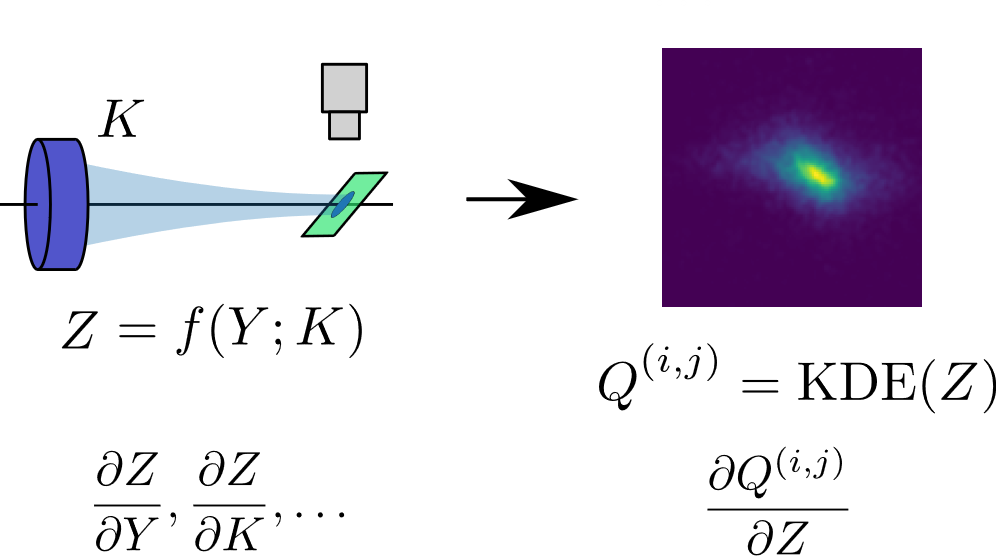 K
Z = f(Y; K)
Q^{(i,j)} = KDE(Z)
∂Z/∂Y, ∂Z/∂K, ...
∂Q^{(i,j)}/∂Z